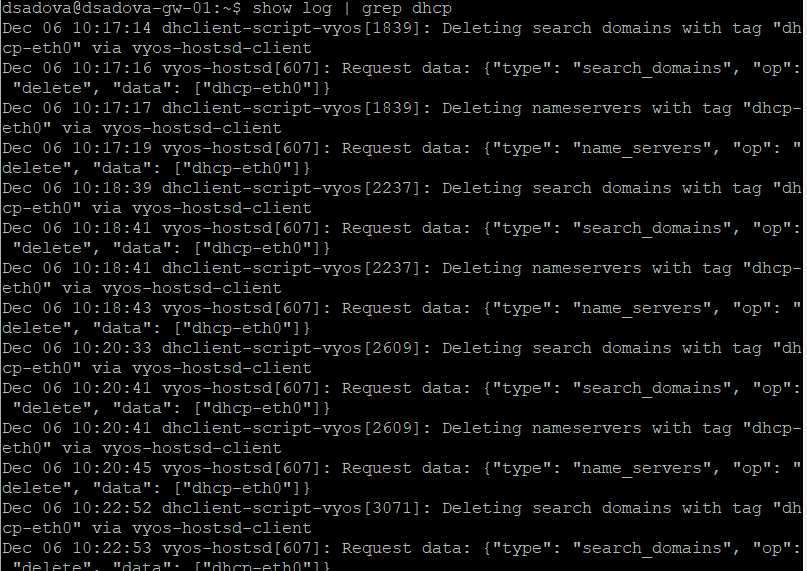 dsadova@dsadova-gw-01:~$ show log | grep dhcp
Dec 06 10:17:14 dhclient-script-vyos[1839]: Deleting search domains with tag "dh
cp-eth0" via vyos-hostsd-client
Dec 06 10:17:16 vyos-hostsd[607]: Request data: {"type": "search_domains", "op":
 "delete", "data": ["dhcp-eth0"]}
Dec 06 10:17:17 dhclient-script-vyos[1839]: Deleting nameservers with tag "dhcp-
eth0" via vyos-hostsd-client
Dec 06 10:17:19 vyos-hostsd[607]: Request data: {"type": "name_servers", "op": "
delete", "data": ["dhcp-eth0"]}
Dec 06 10:18:39 dhclient-script-vyos[2237]: Deleting search domains with tag "dh
cp-eth0" via vyos-hostsd-client
Dec 06 10:18:41 vyos-hostsd[607]: Request data: {"type": "search_domains", "op":
 "delete", "data": ["dhcp-eth0"]}
Dec 06 10:18:41 dhclient-script-vyos[2237]: Deleting nameservers with tag "dhcp-
eth0" via vyos-hostsd-client
Dec 06 10:18:43 vyos-hostsd[607]: Request data: {"type": "name_servers", "op": "
delete", "data": ["dhcp-eth0"]}
Dec 06 10:20:33 dhclient-script-vyos[2609]: Deleting search domains with tag "dh
cp-eth0" via vyos-hostsd-client
Dec 06 10:20:41 vyos-hostsd[607]: Request data: {"type": "search_domains", "op":
 "delete", "data": ["dhcp-eth0"]}
Dec 06 10:20:41 dhclient-script-vyos[2609]: Deleting nameservers with tag "dhcp-
eth0" via vyos-hostsd-client
Dec 06 10:20:45 vyos-hostsd[607]: Request data: {"type": "name_servers", "op": "
delete", "data": ["dhcp-eth0"]}
Dec 06 10:22:52 dhclient-script-vyos[3071]: Deleting search domains with tag "dh
cp-eth0" via vyos-hostsd-client
Dec 06 10:22:53 vyos-hostsd[607]: Request data: {"type": "search_domains", "op":
 "delete", "data": ["dhcp-eth0"]}